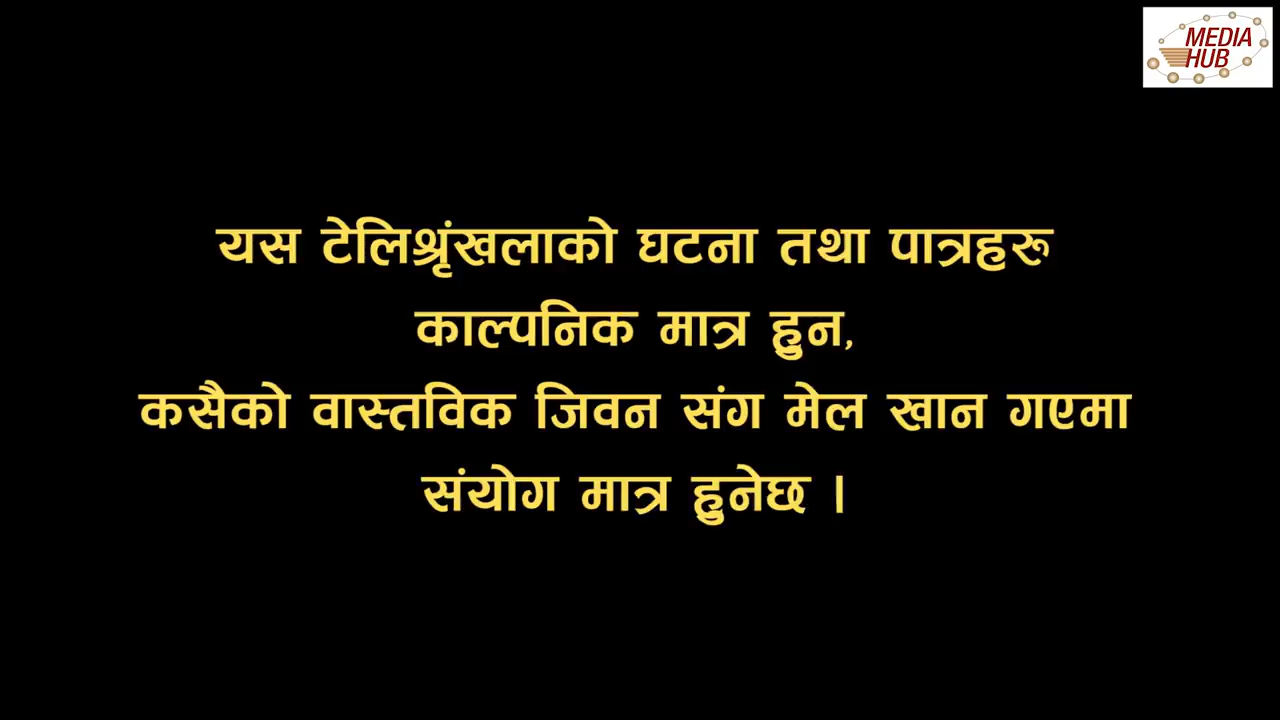 MEDIA
HUB
यस टेलिश्रृंखलाको घटना तथा पात्रहरू
काल्पनिक मात्र हुन,
कसैको वास्तविक जिवन संग मेल खान गएमा
संयोग मात्र हुनेछ ।